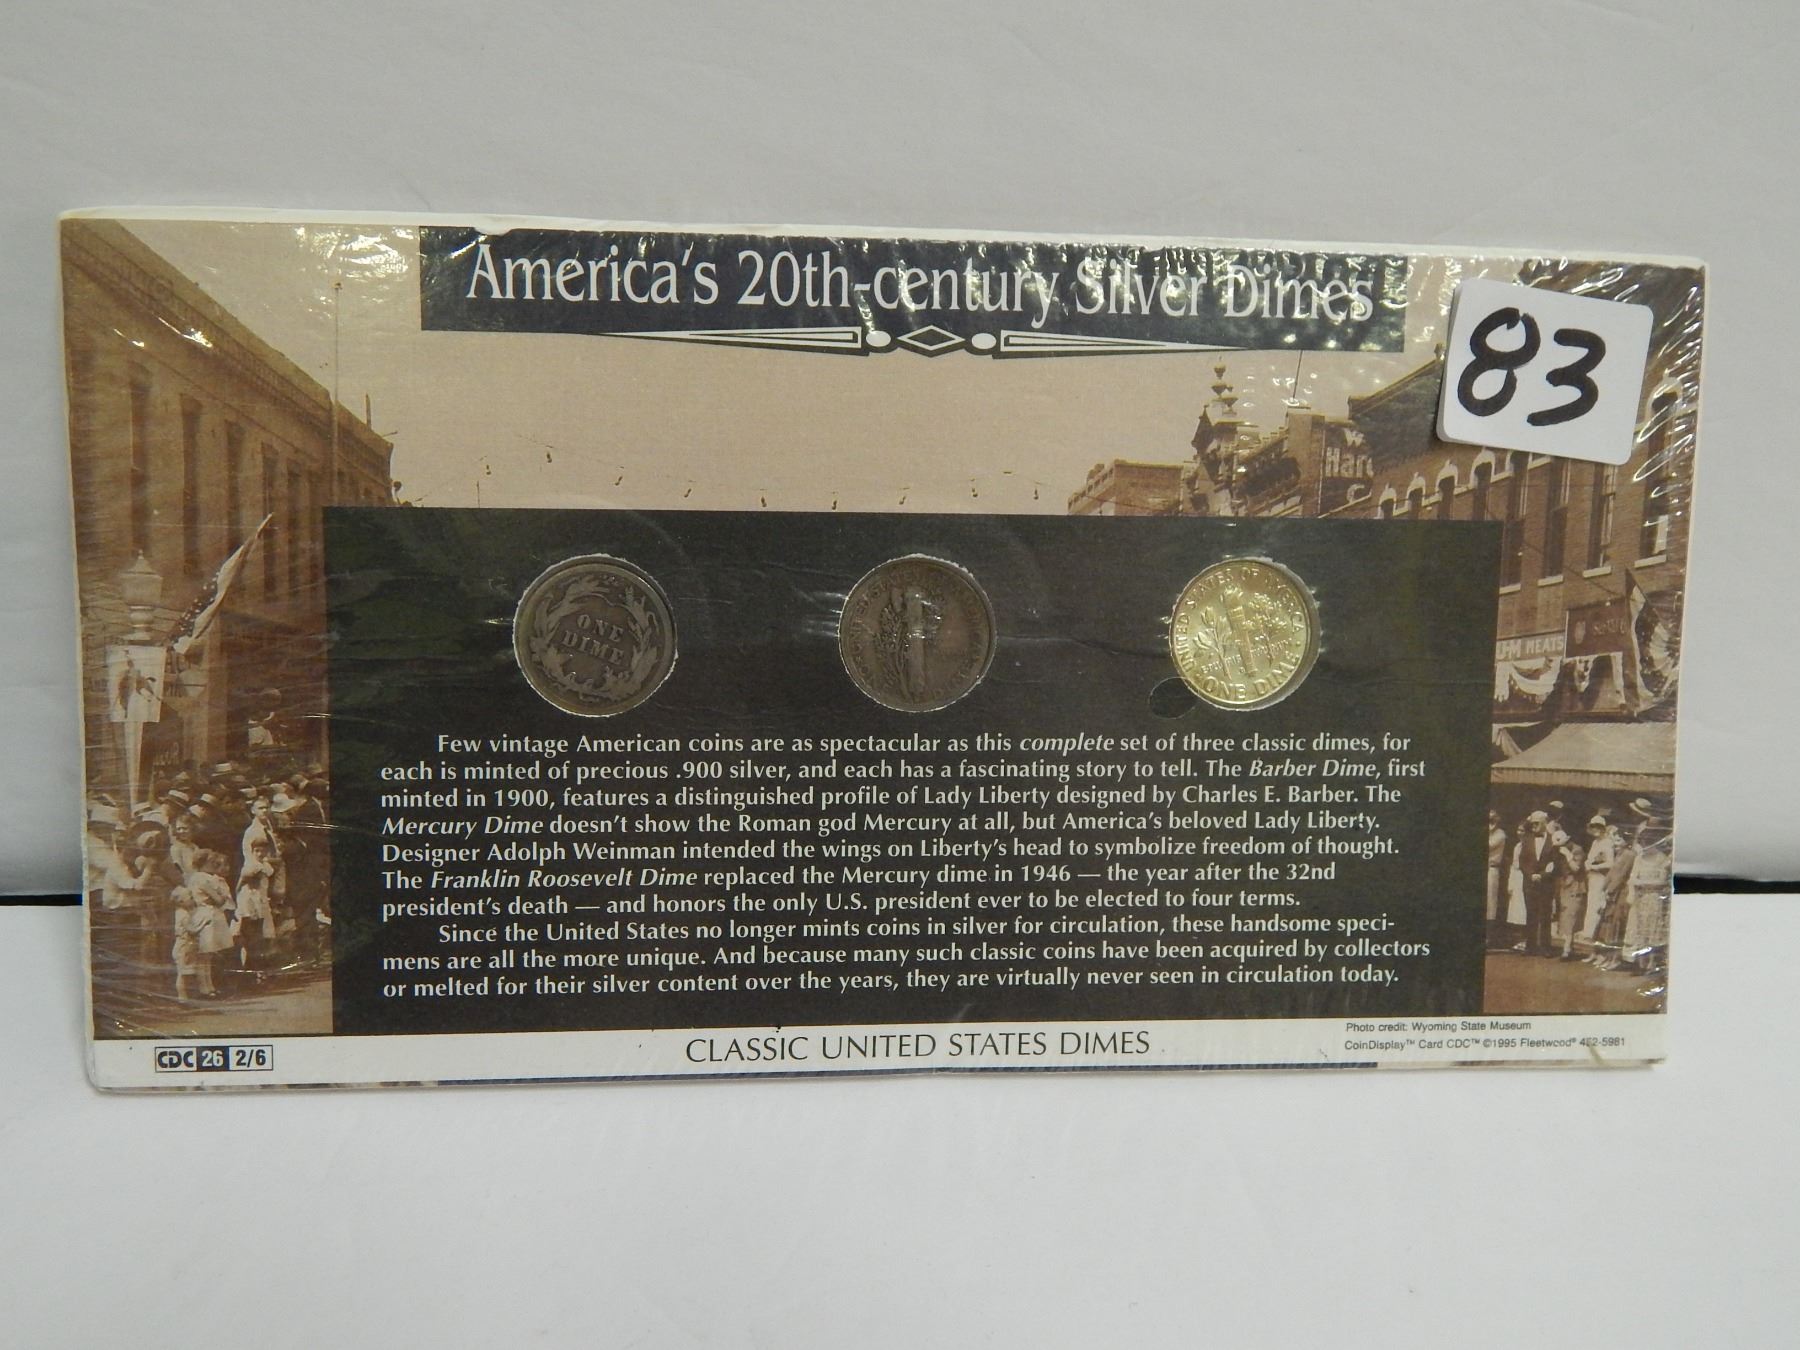 America's 20th-century Silver Dimes
83
ONE
DIME
UNITED STATES OF AMERICA
ONE DIME
Few vintage American coins are as spectacular as this complete set of three classic dimes, for
each is minted of precious .900 silver, and each has a fascinating story to tell. The Barber Dime, first
minted in 1900, features a distinguished profile of Lady Liberty designed by Charles E. Barber. The
Mercury Dime doesn't show the Roman god Mercury at all, but America's beloved Lady Liberty.
Designer Adolph Weinman intended the wings on Liberty's head to symbolize freedom of thought.
The Franklin Roosevelt Dime replaced the Mercury dime in 1946 — the year after the 32nd
president's death — and honors the only U.S. president ever to be elected to four terms.
Since the United States no longer mints coins in silver for circulation, these handsome speci-
mens are all the more unique. And because many such classic coins have been acquired by collectors
or melted for their silver content over the years, they are virtually never seen in circulation today.
MEATS
CDC 26 2/6
CLASSIC UNITED STATES DIMES
Photo credit: Wyoming State Museum
CoinDisplay™ Card CDC™ ©1995 Fleetwood® 452-5981